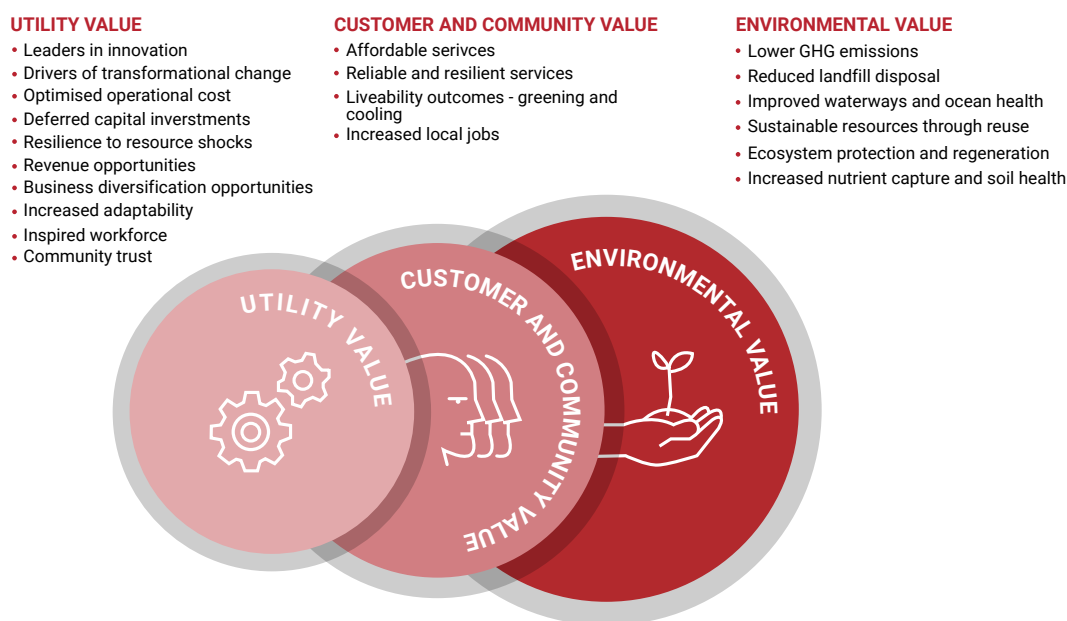 UTILITY VALUE
• Leaders in innovation
• Drivers of transformational change
• Optimised operational cost
• Deferred capital inverstments
• Resilience to resource shocks
• Revenue opportunities
• Business diversification opportunities
• Increased adaptability
• Inspired workforce
• Community trust
CUSTOMER AND COMMUNITY VALUE
• Affordable serivces
• Reliable and resilient services
• Liveability outcomes - greening and
cooling
• Increased local jobs
ENVIRONMENTAL VALUE
• Lower GHG emissions
• Reduced landfill disposal
• Improved waterways and ocean health
• Sustainable resources through reuse
• Ecosystem protection and regeneration
• Increased nutrient capture and soil health
UTILITY VALUE
CUSTOMER AND COMMUNITY VALUE
ENVIRONMENTAL VALUE